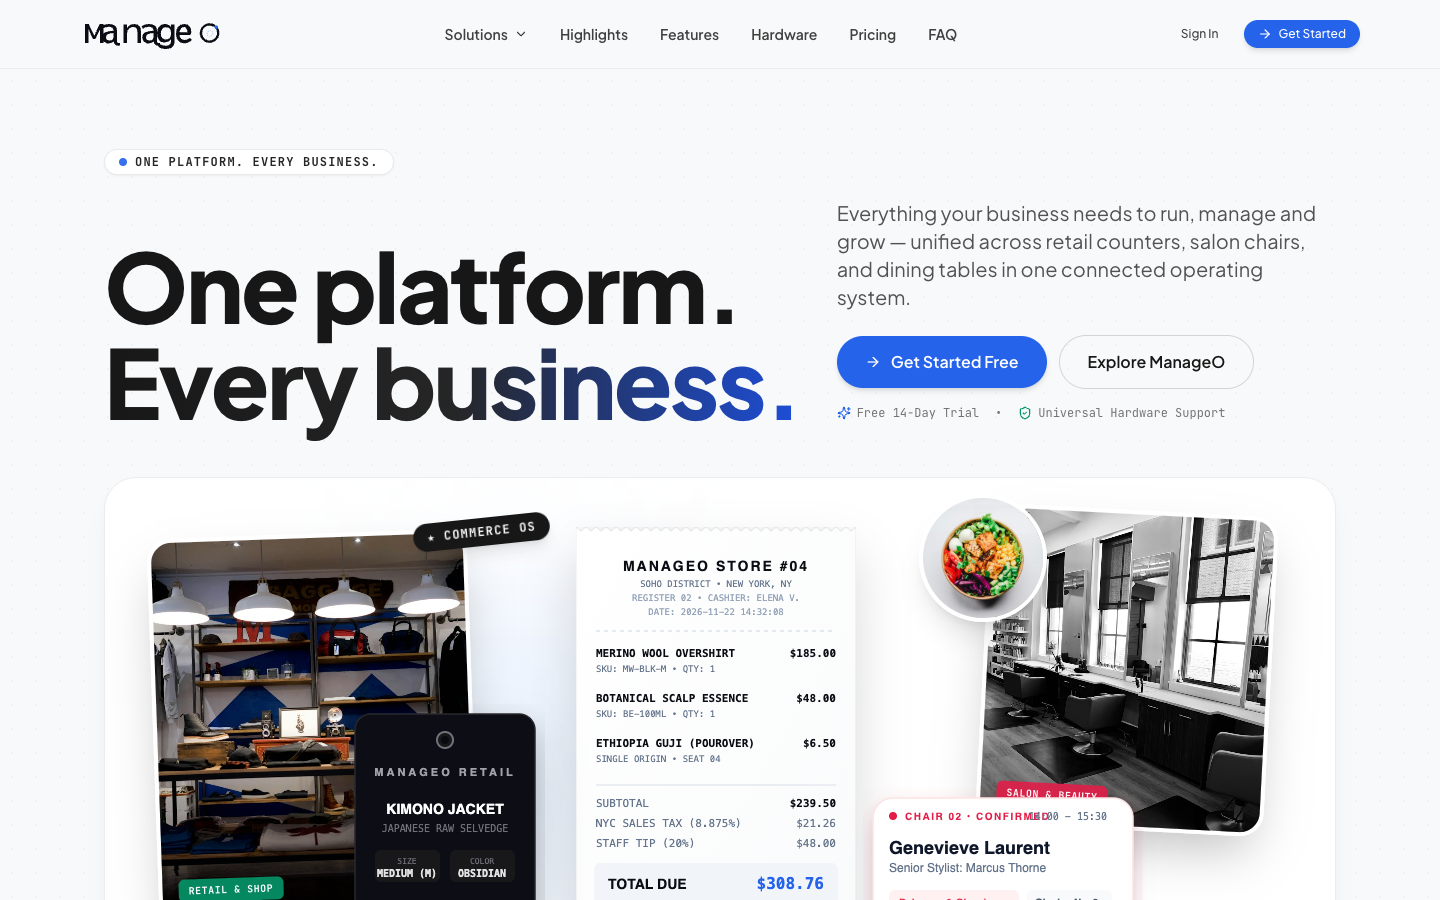 Manage O
Solutions
Highlights
Features
Hardware
Pricing
FAQ
Sign In
Get Started
ONE PLATFORM. EVERY BUSINESS.
One platform.
Every business.
Everything your business needs to run, manage and
grow — unified across retail counters, salon chairs,
and dining tables in one connected operating
system.
Get Started Free
Explore ManageO
Free 14-Day Trial • Universal Hardware Support
★ COMMERCE OS
MANAGEO RETAIL
KIMONO JACKET
JAPANESE RAW SELVEDGE
SIZE
MEDIUM (M)
COLOR
OBSIDIAN
RETAIL & SHOP
MANAGEO STORE #04
SOHO DISTRICT • NEW YORK, NY
REGISTER 02 • CASHIER: ELENA V.
DATE: 2026-11-22 14:32:08
MERINO WOOL OVERSHIRT $185.00
SKU: MW-BLK-M • QTY: 1
BOTANICAL SCALP ESSENCE $48.00
SKU: BE-100ML • QTY: 1
ETHIOPIA GUJI (POUROVER) $6.50
SINGLE ORIGIN • SEAT 04
SUBTOTAL $239.50
NYC SALES TAX (8.875%) $21.26
STAFF TIP (20%) $48.00
TOTAL DUE $308.76
SALON & BEAUTY
CHAIR 02 • CONFIRMED 14:00 – 15:30
Genevieve Laurent
Senior Stylist: Marcus Thorne